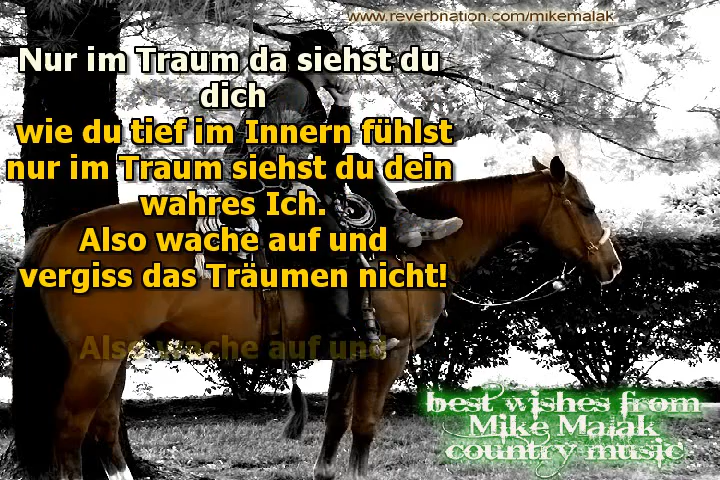 www.reverbnation.com/mikemalak
Nur im Traum da siehst du
dich
wie du tief im Innern fühlst
nur im Traum siehst du dein
wahres Ich.
Also wache auf und
vergiss das Träumen nicht!
Also wache auf und
best wishes from
Mike Malak
country music